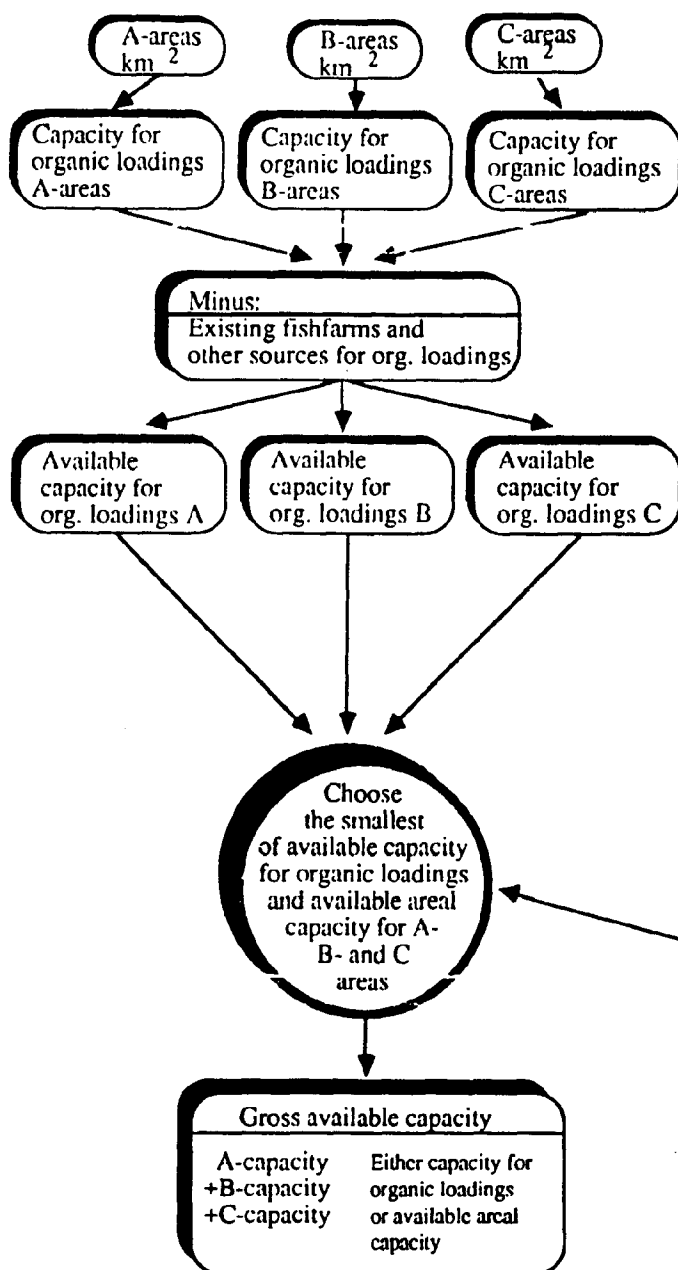 A-areas
km 2
B-areas
km 2
C-areas
km 2
Capacity for
organic loadings
A-areas
Capacity for
organic loadings
B-areas
Capacity for
organic loadings
C-areas
Minus:
Existing fishfarms and
other sources for org. loadings
Available
capacity for
org. loadings A
Available
capacity for
org. loadings B
Available
capacity for
org. loadings C
Choose
the smallest
of available capacity
for organic loadings
and available areal
capacity for A-
B- and C
areas
Gross available capacity
A-capacity
+B-capacity
+C-capacity
Either capacity for
organic loadings
or available areal
capacity